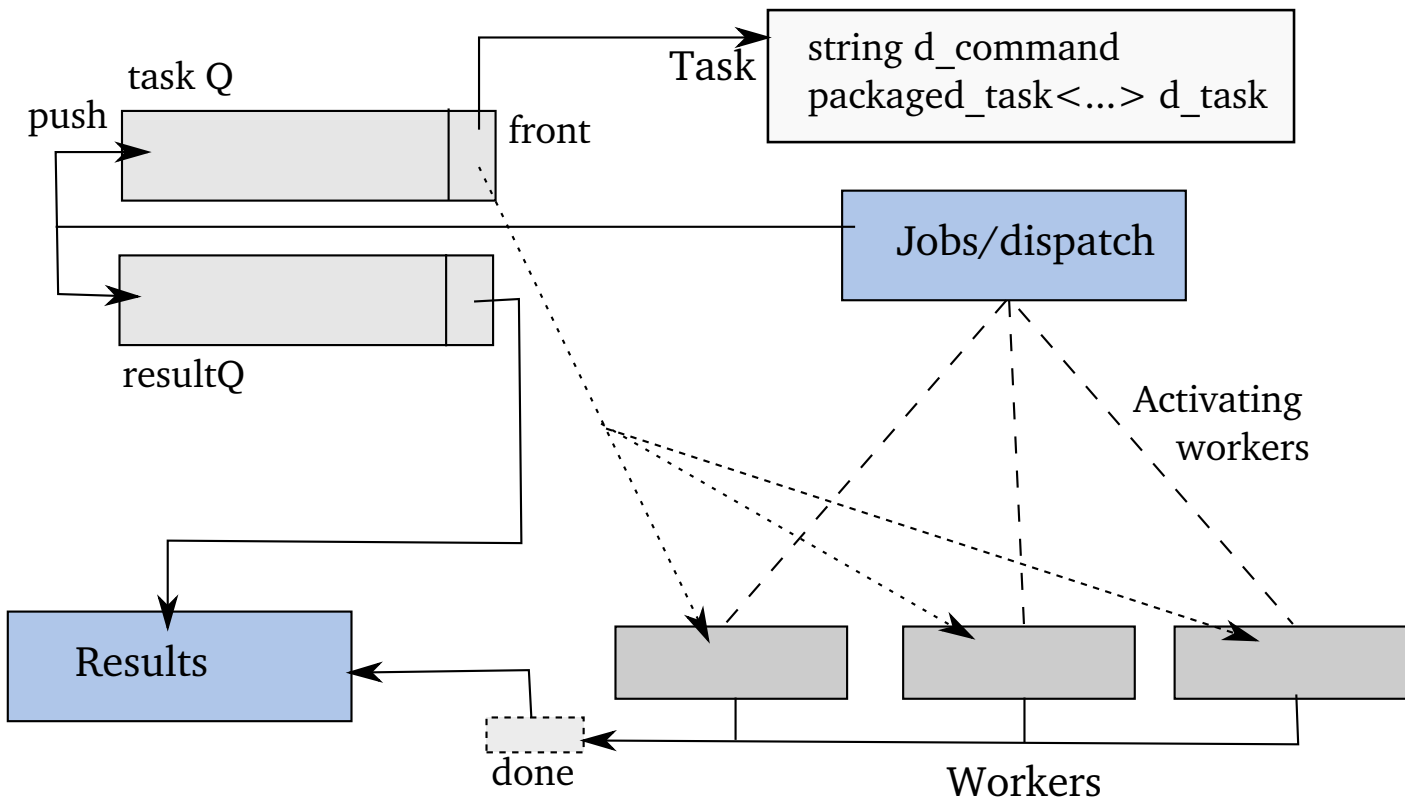 string d_command
Task
packaged_task<...> d_task
task Q
push
front
Jobs/dispatch
resultQ
Activating
workers
Results
done
Workers